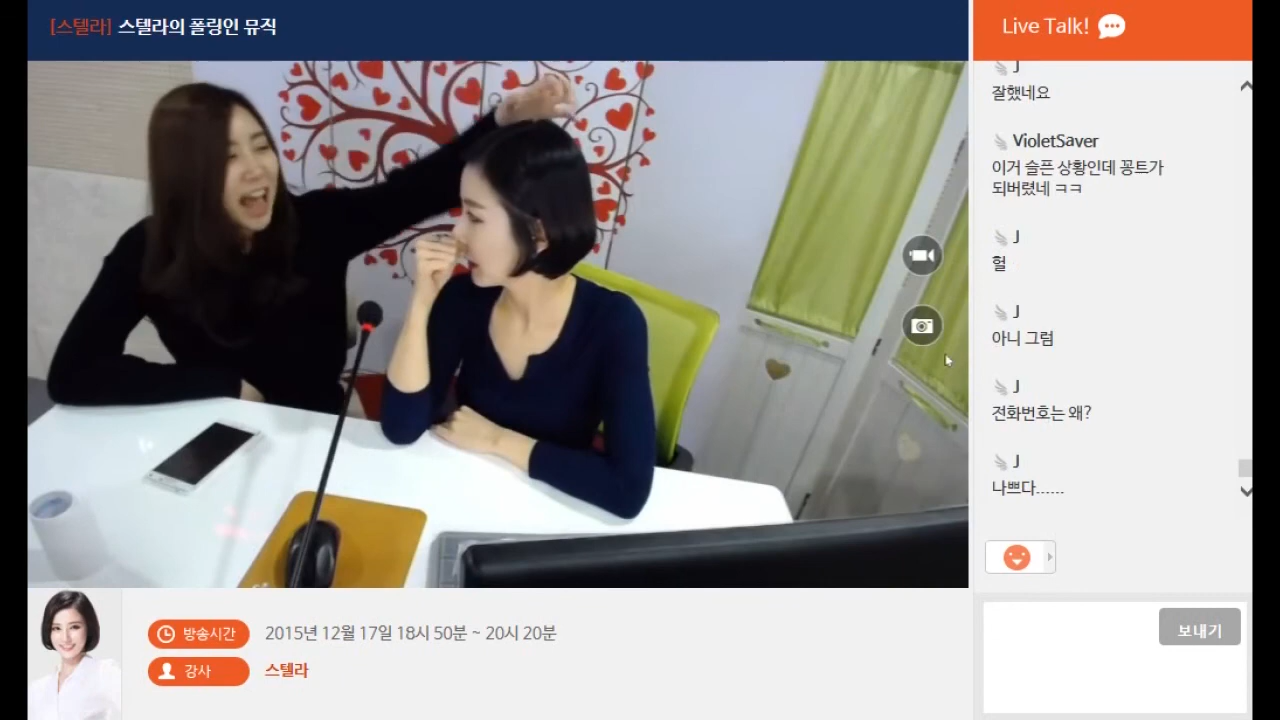 [스텔라] 스텔라의 폴링인 뮤직
Live Talk!
J
잘했네요
VioletSaver
이거 슬픈 상황인데 꽁트가
되버렸네 ㅋㅋ
J
헐
J
아니 그럼
J
전화번호는 왜?
J
나쁘다......
보내기
방송시간 2015년 12월 17일 18시 50분 ~ 20시 20분
강사 스텔라